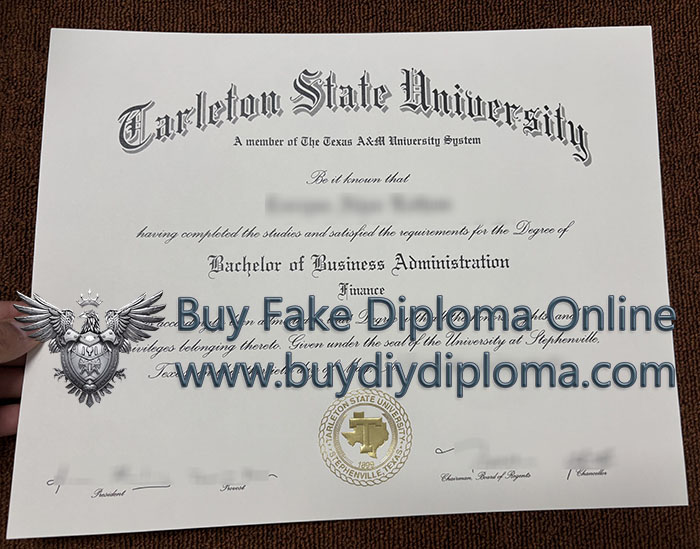 Tarleton State University
A member of The Texas A&M University System
Be it known that
having completed the studies and satisfied the requirements for the Degree of
Bachelor of Business Administration
Finance
Buy Fake Diploma Online
privileges belonging thereto. Given under the seal of the University at Stephenville,
www.buydiydiploma.com
TARLETON STATE UNIVERSITY
T
1899
STEPHENVILLE, TEXAS
President Provost Chairman, Board of Regents Chancellor